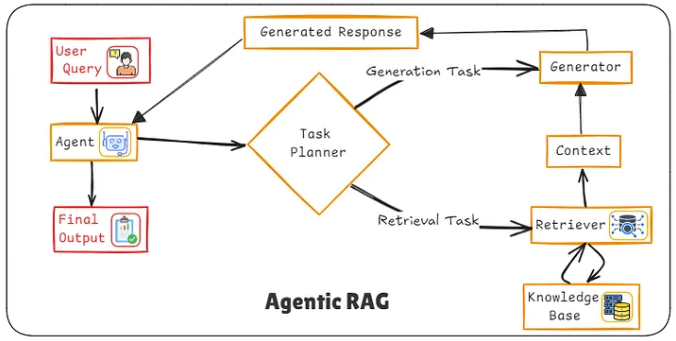 Generated Response
User
Query
Generation Task
Generator
Agent
Task
Planner
Context
Final
Output
Retrieval Task
Retriever
Knowledge
Base
Agentic RAG